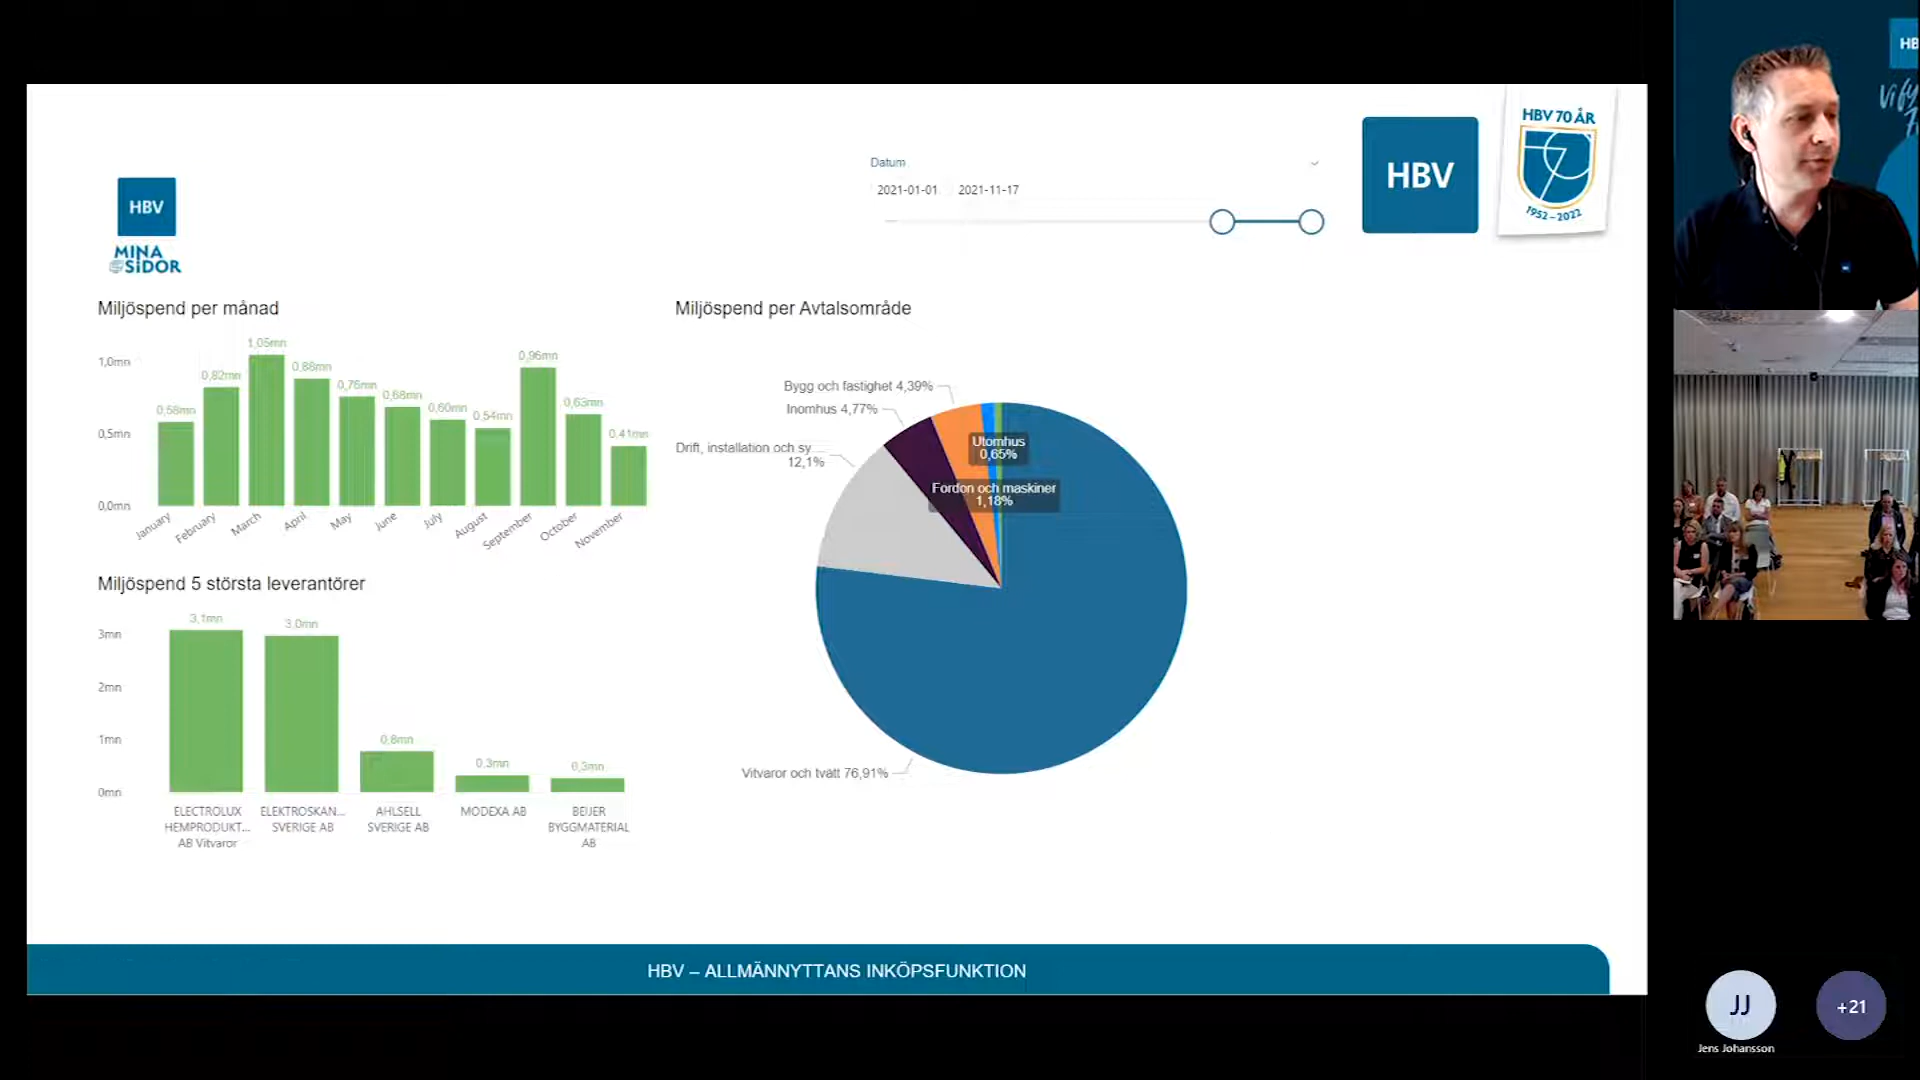 HBV
MINA
SIDOR
Datum
2021-01-01
2021-11-17
HBV
HBV 70 ÅR
1952–2022
Miljöspend per månad
1,0mn
0,5mn
0,0mn
0,58mn
0,82mn
1,05mn
0,88mn
0,76mn
0,68mn
0,60mn
0,54mn
0,96mn
0,63mn
0,41mn
January
February
March
April
May
June
July
August
September
October
November
Miljöspend 5 största leverantörer
3mn
2mn
1mn
0mn
3,1mn
3,0mn
0,8mn
0,3mn
0,3mn
ELECTROLUX
HEMPRODUKT...
AB Vitvaror
ELEKTROSKAN...
SVERIGE AB
AHLSELL
SVERIGE AB
MODEXA AB
BEIJER
BYGGMATERIAL
AB
Miljöspend per Avtalsområde
Bygg och fastighet 4,39%
Inomhus 4,77%
Drift, installation och sy...
12,1%
Utomhus
0,65%
Fordon och maskiner
1,18%
Vitvaror och tvätt 76,91%
HBV – ALLMÄNNYTTANS INKÖPSFUNKTION
HB
JJ
Jens Johansson
+21